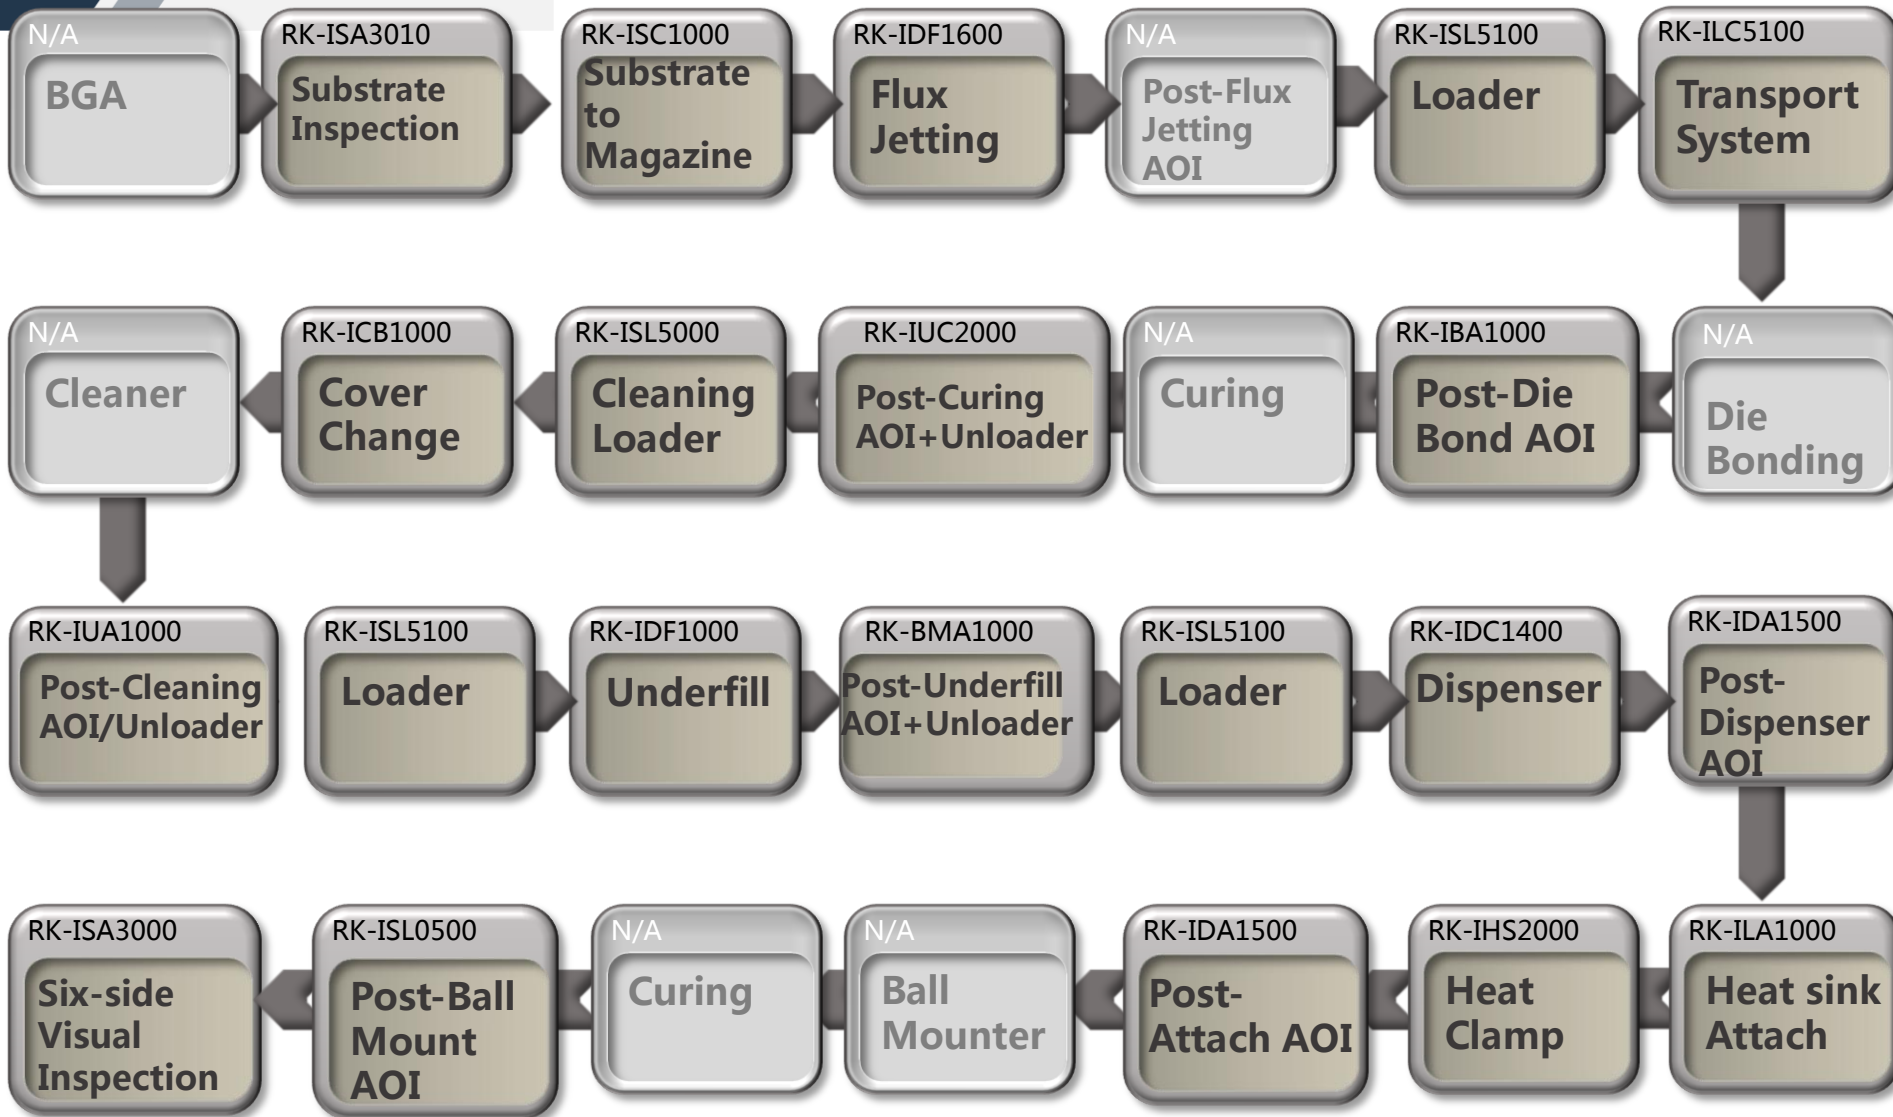 N/A
BGA
RK-ISA3010
Substrate
Inspection
RK-ISC1000
Substrate
to
Magazine
RK-IDF1600
Flux
Jetting
N/A
Post-Flux
Jetting
AOI
RK-ISL5100
Loader
RK-ILC5100
Transport
System
N/A
Die
Bonding
RK-IBA1000
Post-Die
Bond AOI
N/A
Curing
RK-IUC2000
Post-Curing
AOI+Unloader
RK-ISL5000
Cleaning
Loader
RK-ICB1000
Cover
Change
N/A
Cleaner
RK-IUA1000
Post-Cleaning
AOI/Unloader
RK-ISL5100
Loader
RK-IDF1000
Underfill
RK-BMA1000
Post-Underfill
AOI+Unloader
RK-ISL5100
Loader
RK-IDC1400
Dispenser
RK-IDA1500
Post-
Dispenser
AOI
RK-ILA1000
Heat sink
Attach
RK-IHS2000
Heat
Clamp
RK-IDA1500
Post-
Attach AOI
N/A
Ball
Mounter
N/A
Curing
RK-ISL0500
Post-Ball
Mount
AOI
RK-ISA3000
Six-side
Visual
Inspection